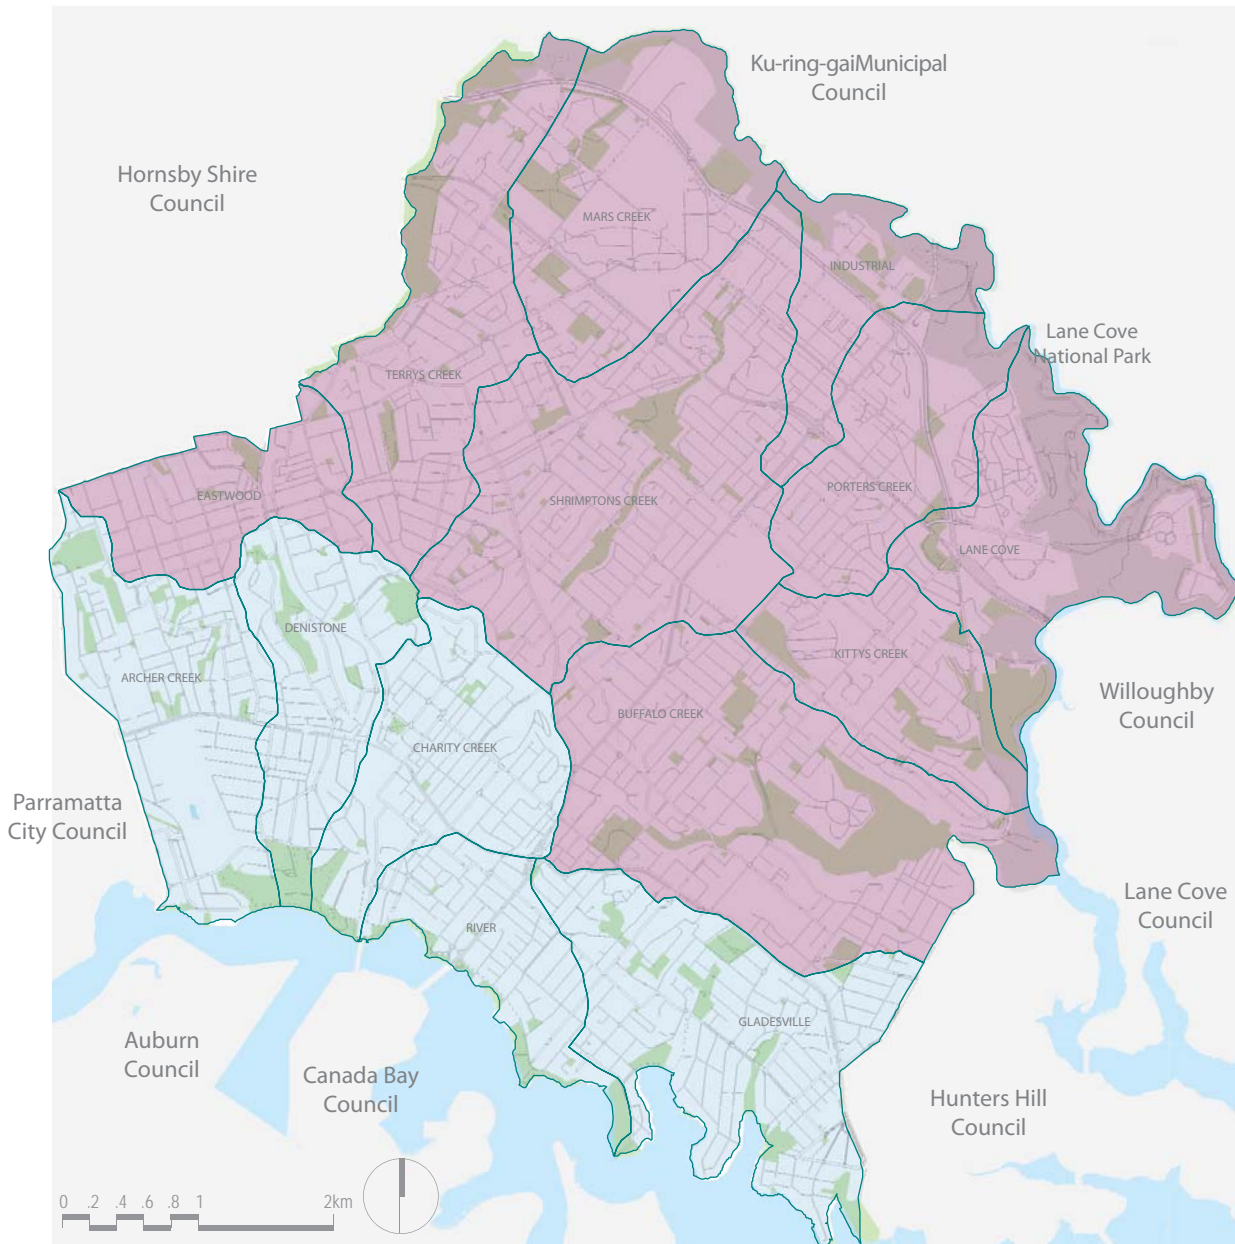 Ku-ring-gaiMunicipal
Council
Hornsby Shire
Council
MARS CREEK
INDUSTRIAL
Lane Cove
National Park
TERRYS CREEK
EASTWOOD
SHRIMPTONS CREEK
PORTERS CREEK
LANE COVE
DENISTONE
ARCHER CREEK
KITTYS CREEK
Willoughby
Council
BUFFALO CREEK
CHARITY CREEK
Parramatta
City Council
Lane Cove
Council
RIVER
GLADESVILLE
Auburn
Council
Canada Bay
Council
Hunters Hill
Council
0 .2 .4 .6 .8 1 2km